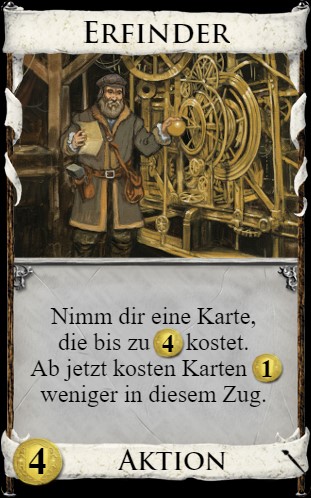 ERFINDER
Nimm dir eine Karte,
die bis zu 4 kostet.
Ab jetzt kosten Karten 1
weniger in diesem Zug.
4 AKTION